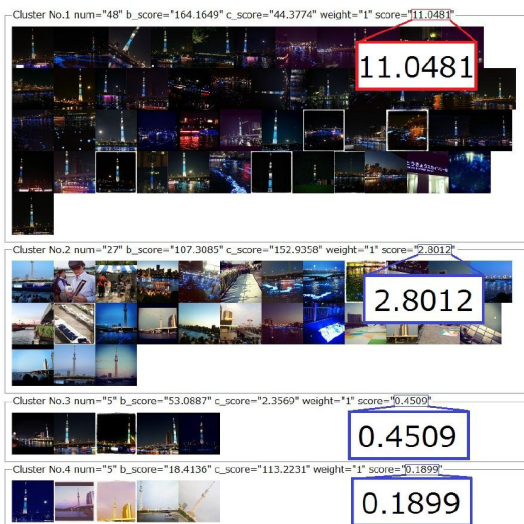 Cluster No.1 num="48" b_score="164.1649" c_score="44.3774" weight="1" score="11.0481"
11.0481
Cluster No.2 num="27" b_score="107.3085" c_score="152.9358" weight="1" score="2.8012"
2.8012
Cluster No.3 num="5" b_score="53.0887" c_score="2.3569" weight="1" score="0.4509"
0.4509
Cluster No.4 num="5" b_score="18.4136" c_score="113.2231" weight="1" score="0.1899"
0.1899